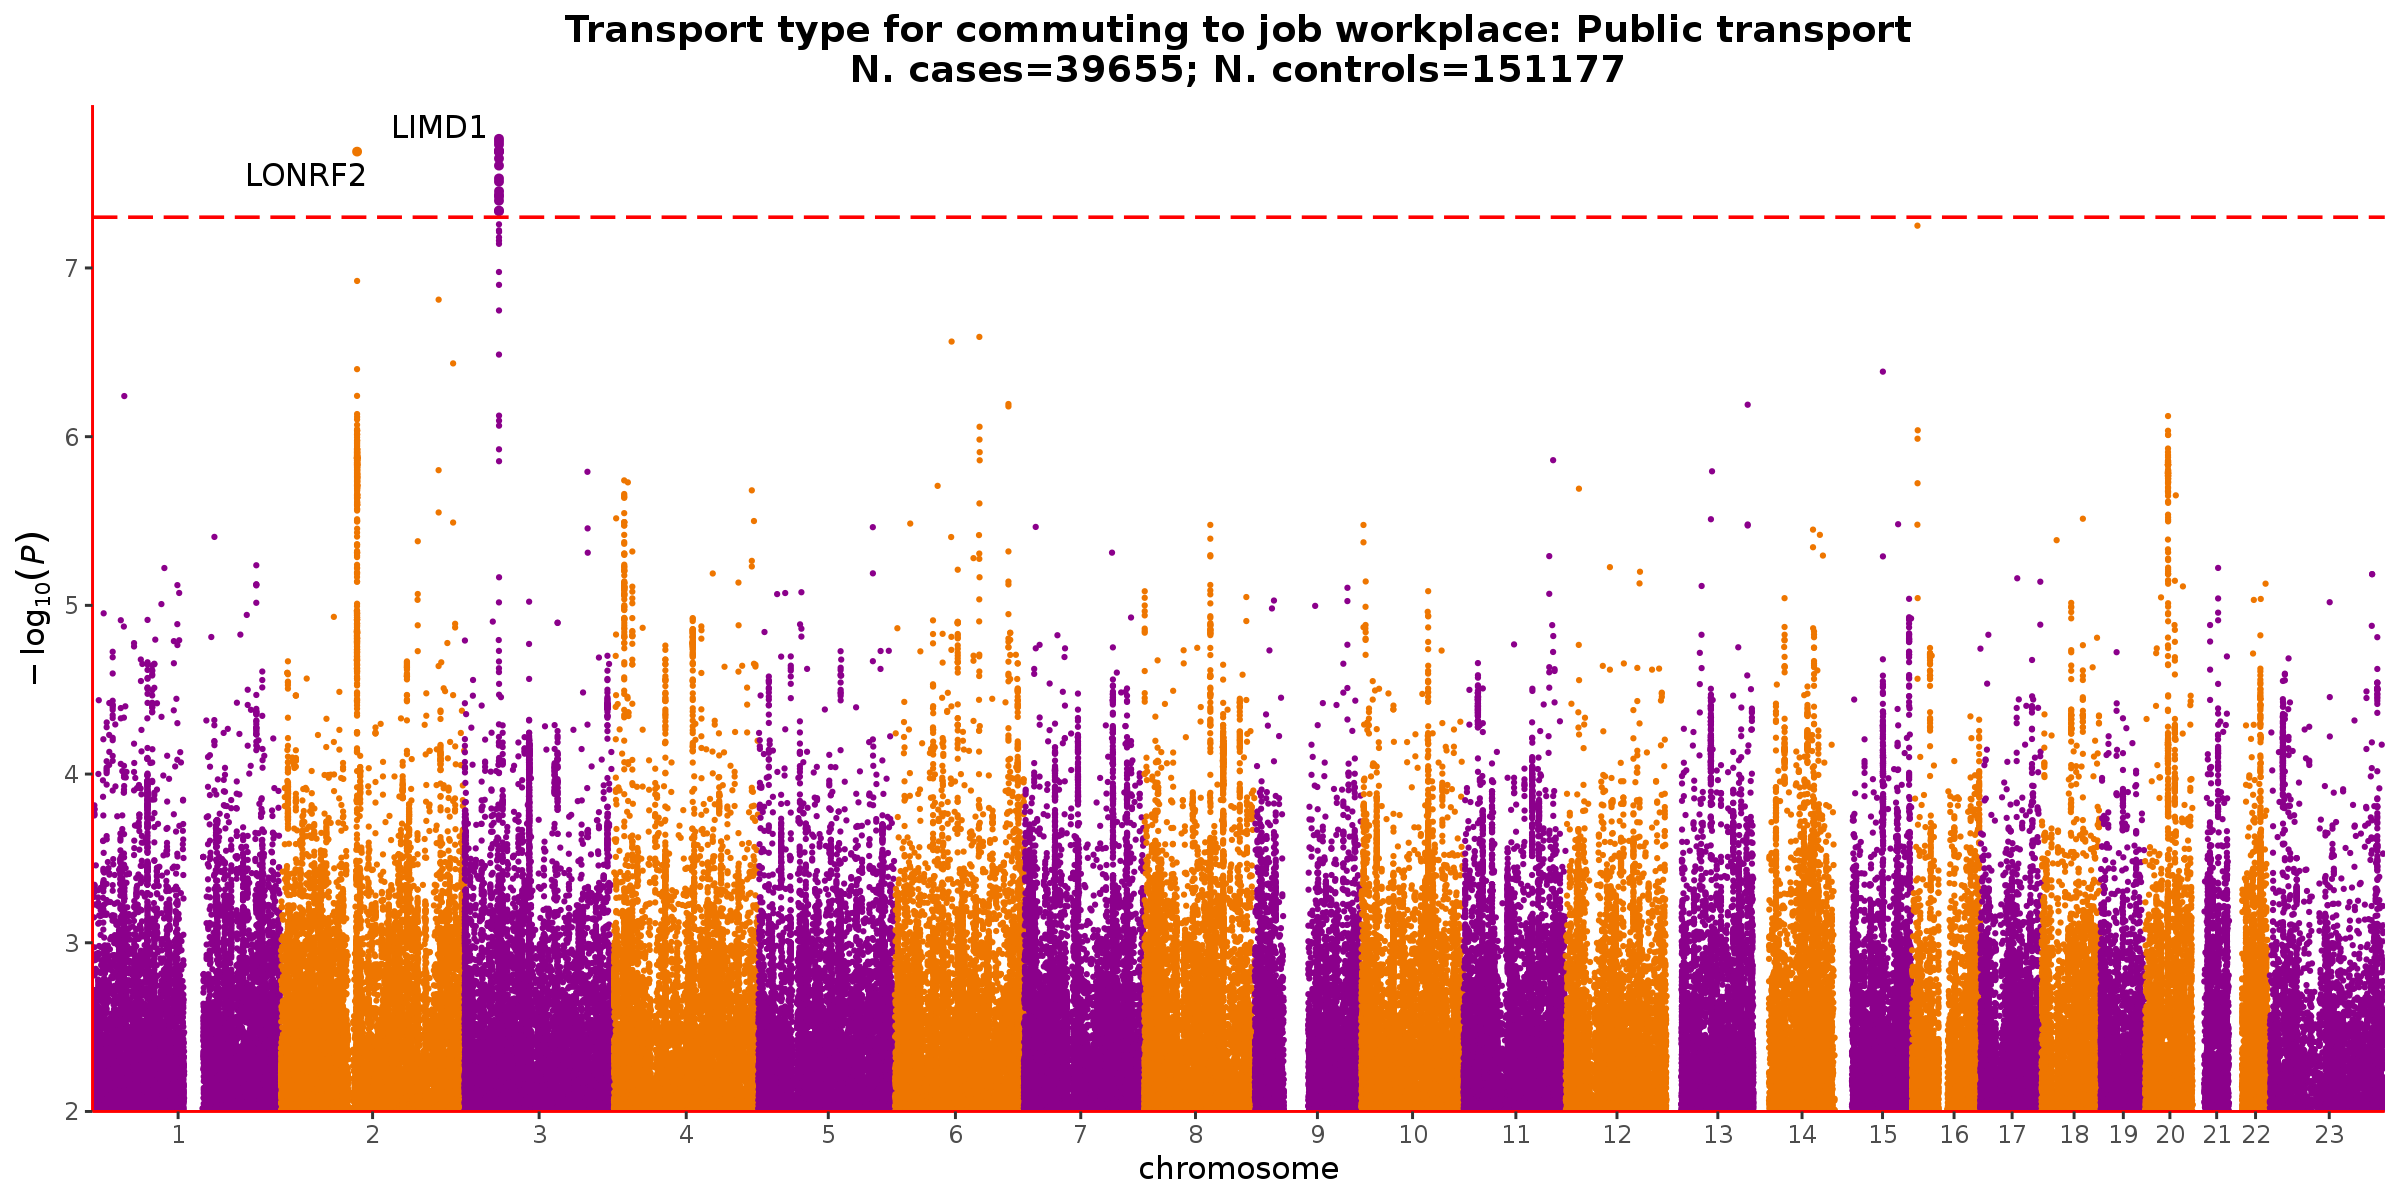 Transport type for commuting to job workplace: Public transport
N. cases=39655; N. controls=151177
LIMD1
LONRF2
7
6
5
4
3
2
− log₁₀(P)
1 2 3 4 5 6 7 8 9 10 11 12 13 14 15 16 17 18 19 20 21 22 23
chromosome